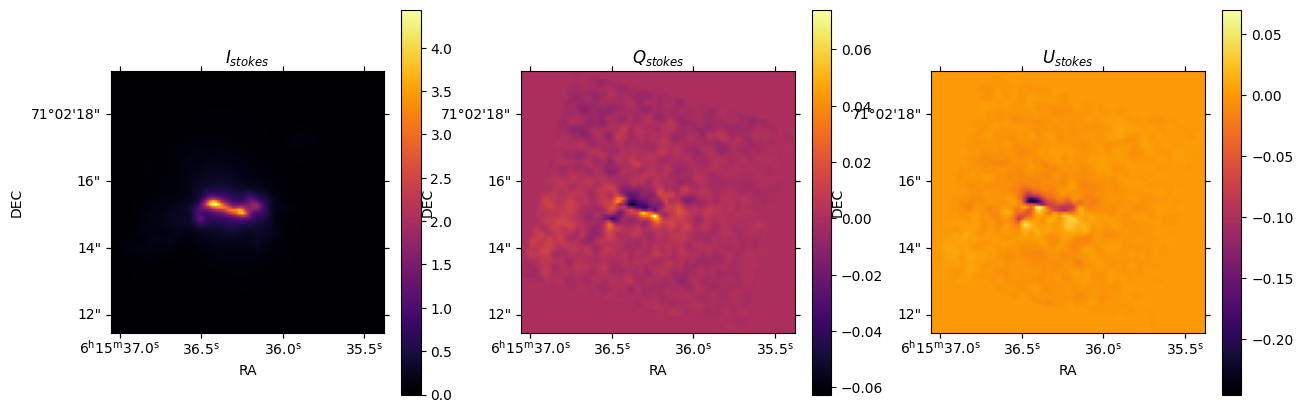 I_stokes
71°02'18"
16"
14"
12"
DEC
6ʰ15ᵐ37.0ˢ
36.5ˢ
36.0ˢ
35.5ˢ
RA
4.0
3.5
3.0
2.5
2.0
1.5
1.0
0.5
0.0
Q_stokes
71°02'18"
16"
14"
12"
DEC
6ʰ15ᵐ37.0ˢ
36.5ˢ
36.0ˢ
35.5ˢ
RA
0.06
0.04
0.02
0.00
−0.02
−0.04
−0.06
U_stokes
71°02'18"
16"
14"
12"
DEC
6ʰ15ᵐ37.0ˢ
36.5ˢ
36.0ˢ
35.5ˢ
RA
0.05
0.00
−0.05
−0.10
−0.15
−0.20